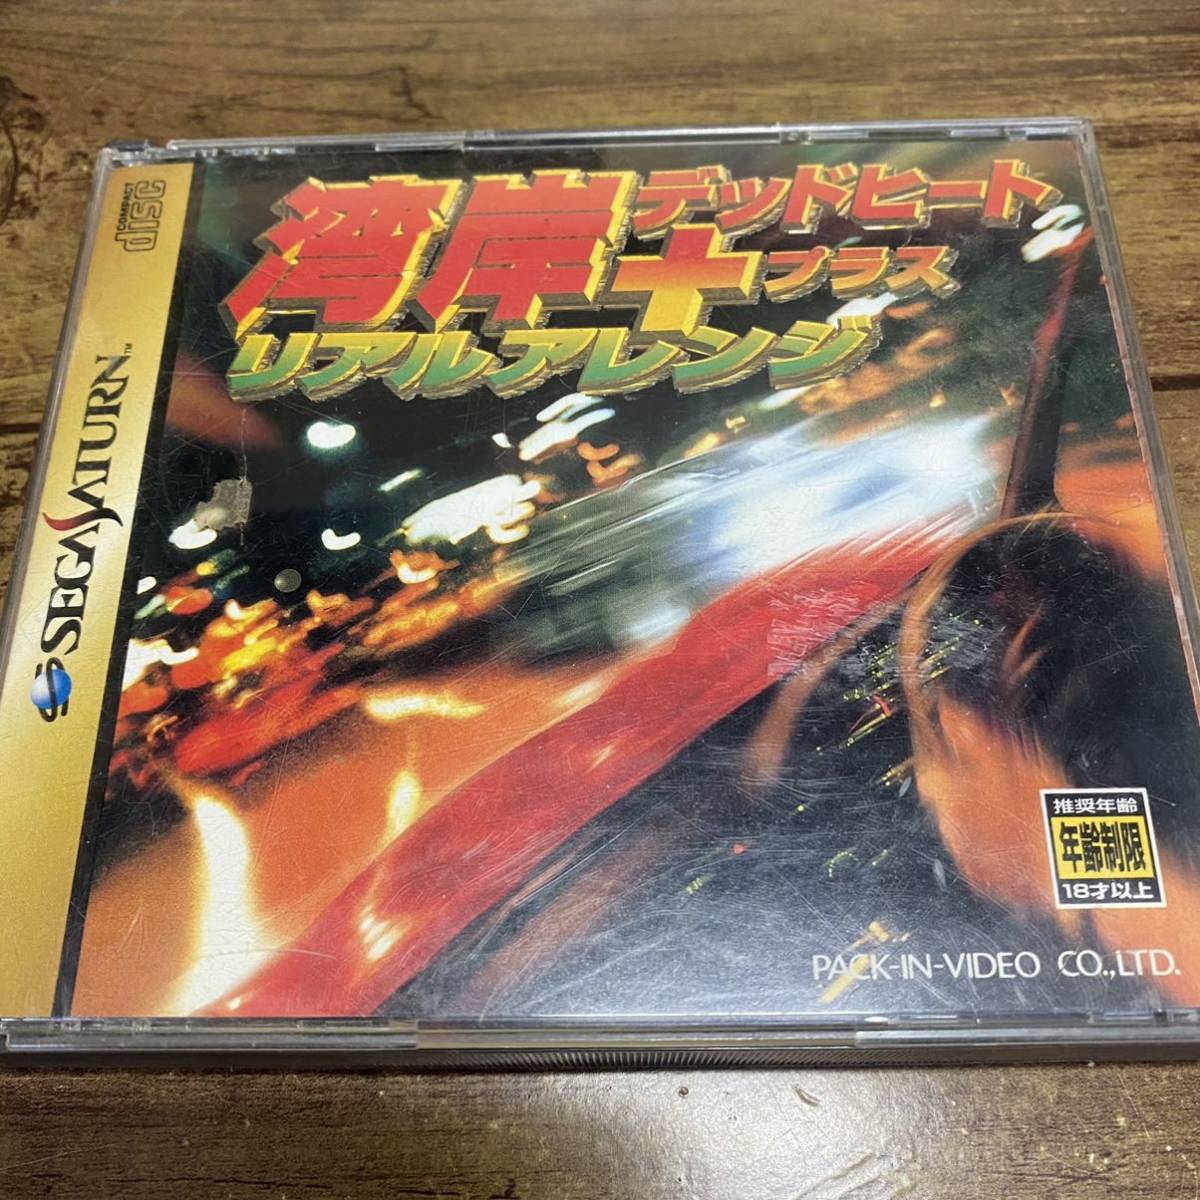 COMPACT
disc
SEGA SATURN™
湾岸デッドヒート
+プラス
リアルアレンジ
推奨年齢
年齢制限
18才以上
PACK-IN-VIDEO CO.,LTD.